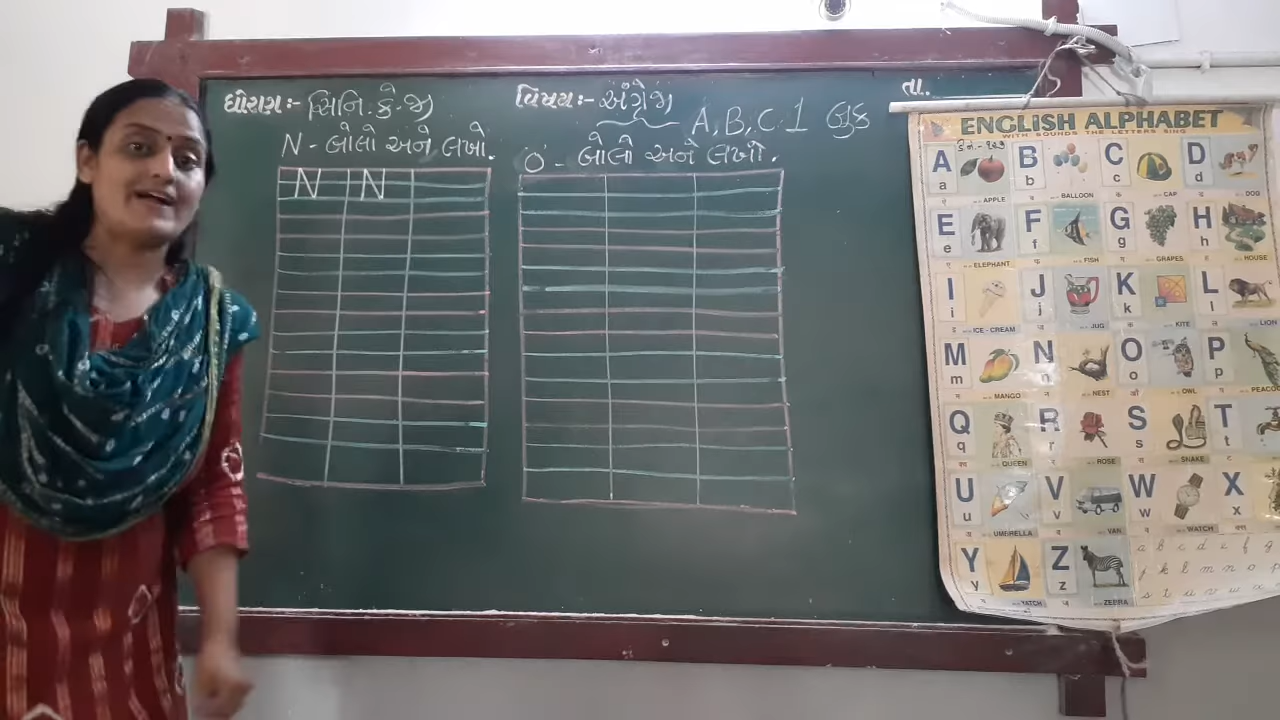 ધોરણ:- સિનિ. કે.જી
વિષય:- અંગ્રેજી
A, B, C 1 બુક
તા.
N - બોલો અને લખો.
O - બોલો અને લખો.
N N
ENGLISH ALPHABET
WITH SOUNDS THE LETTERS SING
A a APPLE B b BALLOON C c CAP D d DOG
E e ELEPHANT F f FISH G g GRAPES H h HOUSE
I i ICE-CREAM J j JUG K k KITE L l LION
M m MANGO N n NEST O o OWL P p PEACOC
Q q QUEEN R r ROSE S s SNAKE T t
U u UMBRELLA V v VAN W w WATCH X x
Y y YATCH Z z ZEBRA
a b c d e f g
j k l m n o p
s t u v w x